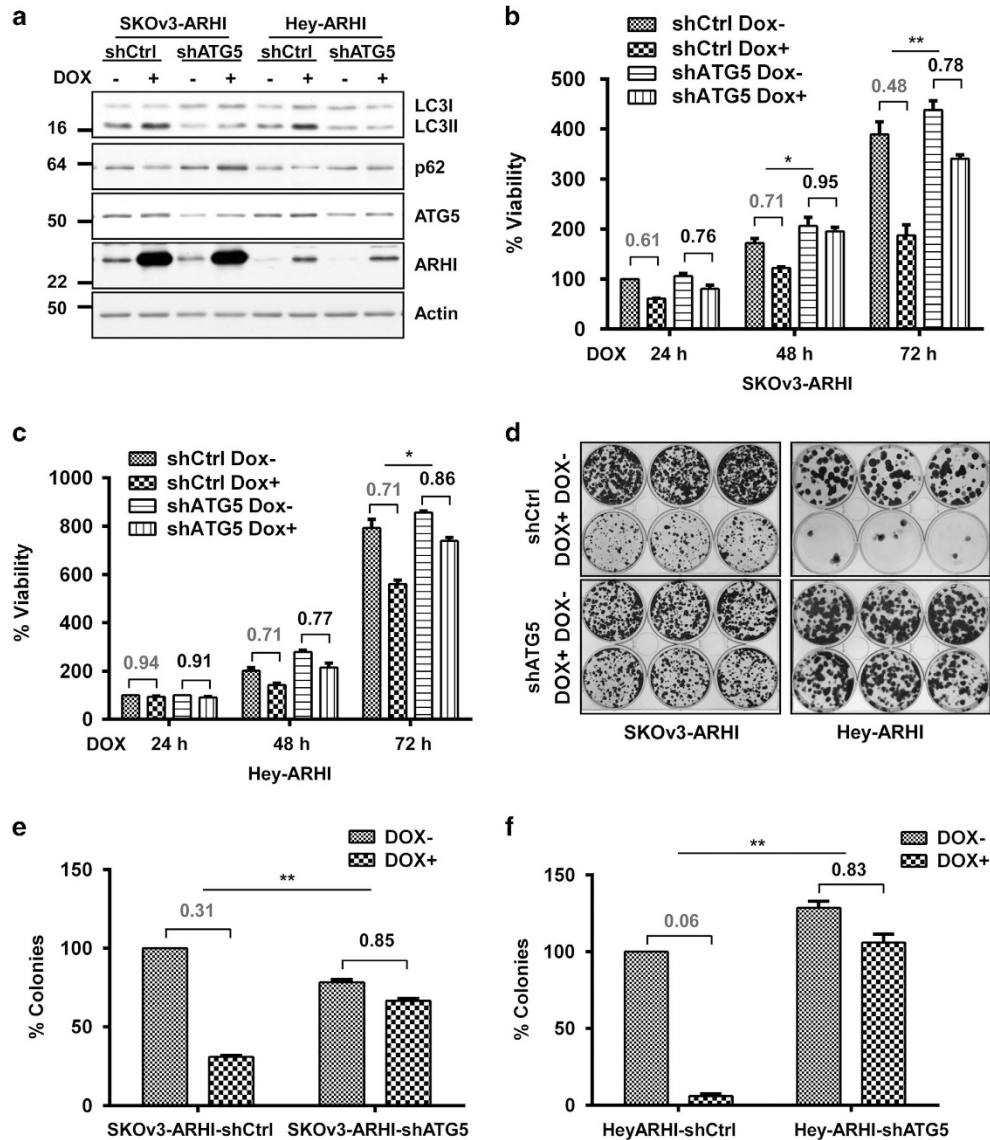 a
SKOv3-ARHI Hey-ARHI
shCtrl shATG5 shCtrl shATG5
DOX - + - + - + - +
LC3I
16 LC3II
64 p62
50 ATG5
ARHI
22
50 Actin
b
shCtrl Dox-
shCtrl Dox+
shATG5 Dox-
shATG5 Dox+
**
0.48 0.78
*
0.71 0.95
0.61 0.76
% Viability
500
400
300
200
100
0
DOX 24 h 48 h 72 h
SKOv3-ARHI
c
shCtrl Dox-
shCtrl Dox+
shATG5 Dox-
shATG5 Dox+
*
0.71 0.86
0.71 0.77
0.94 0.91
% Viability
1000
800
600
400
200
0
DOX 24 h 48 h 72 h
Hey-ARHI
d
shCtrl
DOX+ DOX-
shATG5
DOX+ DOX-
SKOv3-ARHI Hey-ARHI
e
DOX-
DOX+
**
0.31 0.85
% Colonies
150
100
50
0
SKOv3-ARHI-shCtrl SKOv3-ARHI-shATG5
f
DOX-
DOX+
**
0.06 0.83
% Colonies
150
100
50
0
HeyARHI-shCtrl Hey-ARHI-shATG5